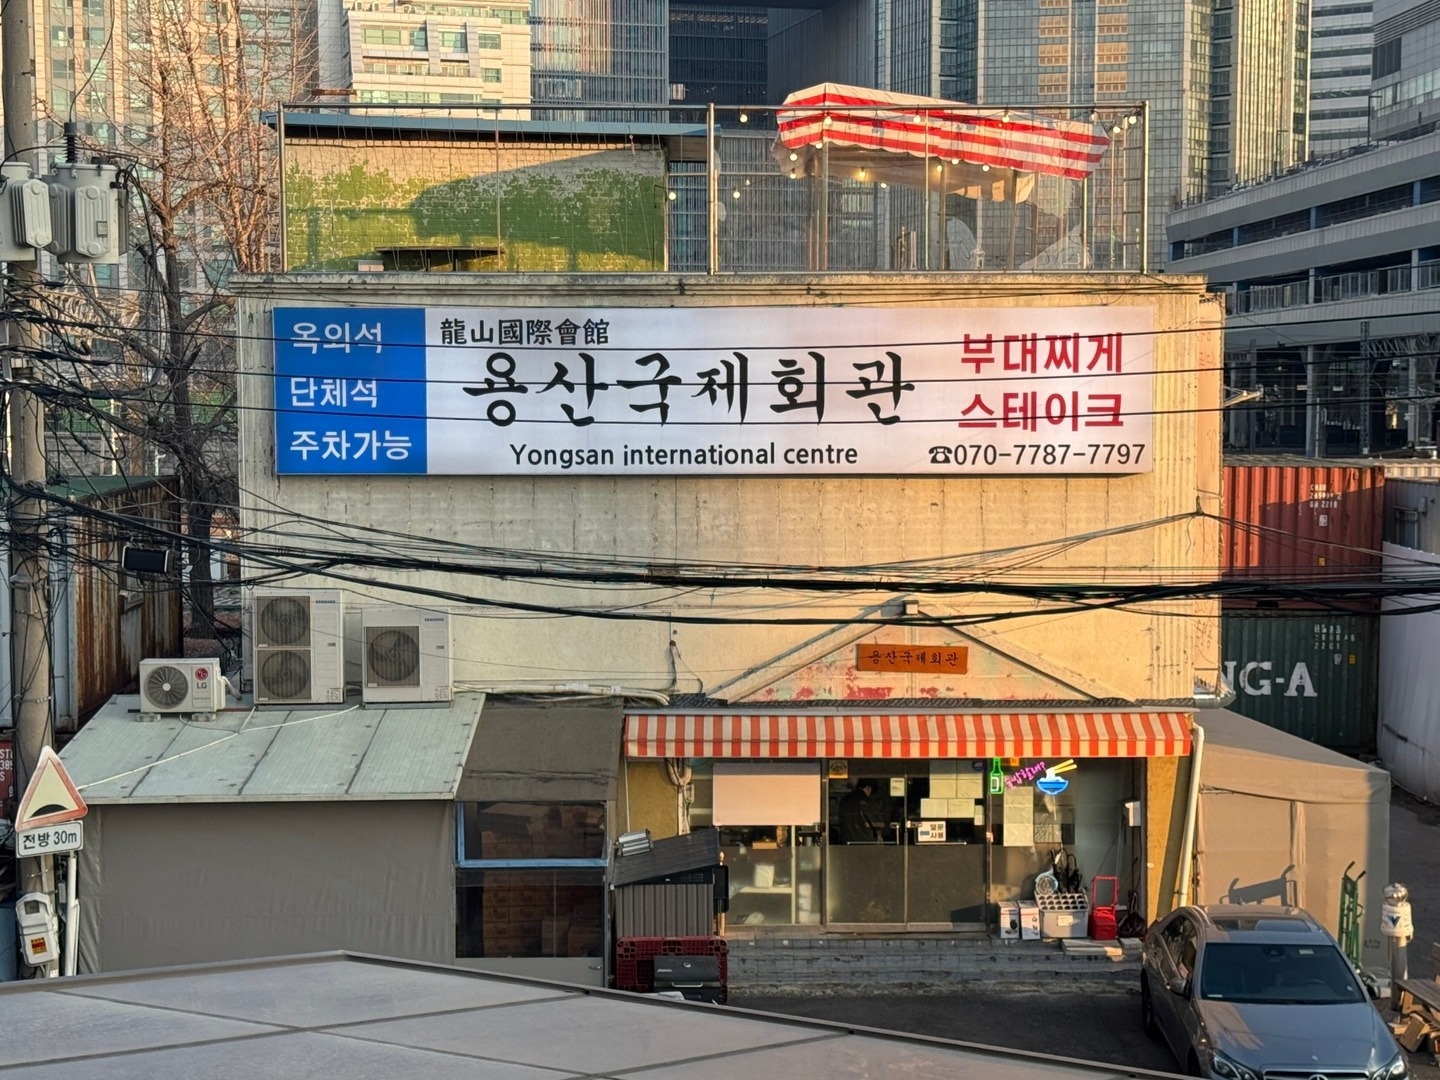 옥외석
단체석
주차가능
龍山國際會館
용산국제회관
Yongsan international centre
부대찌게
스테이크
☎070-7787-7797
용산국제회관
SAMSUNG
SAMSUNG
LG
NG-A
전방 30m